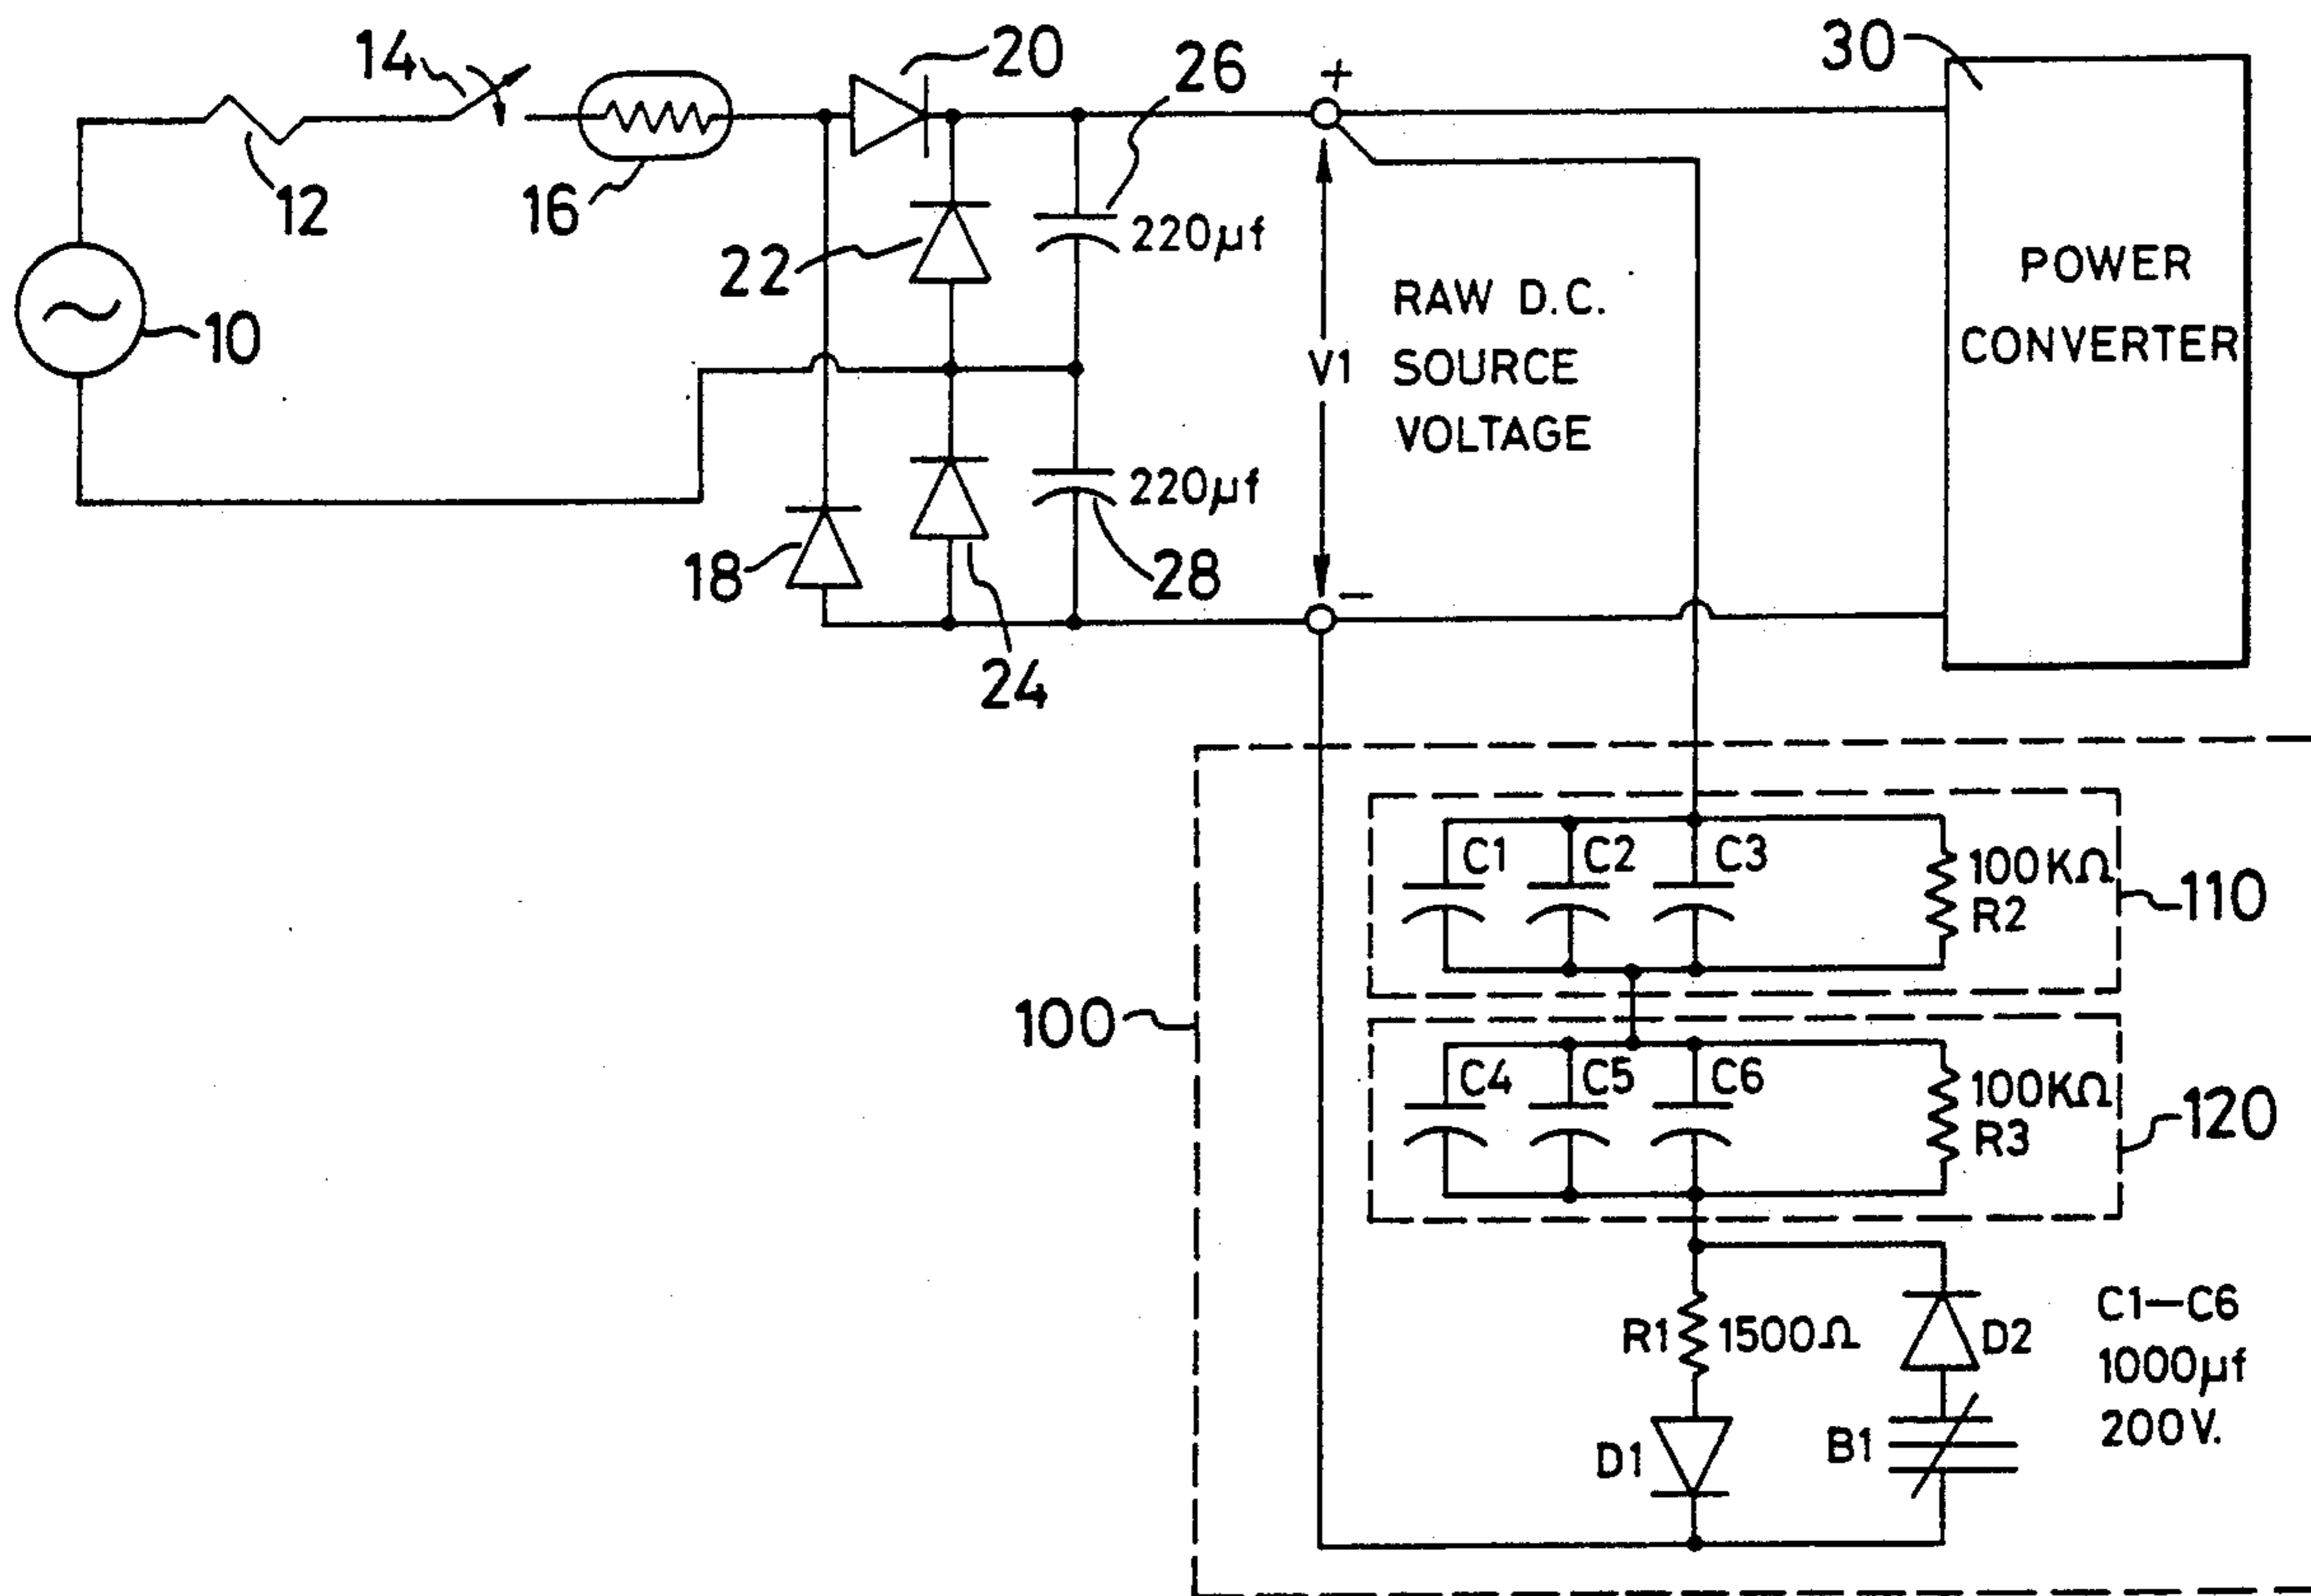 14
20
26
+
30
12
16
22
220µf
10
RAW D.C.
SOURCE
VOLTAGE
V1
POWER
CONVERTER
220µf
18
28
−
24
C1
C2
C3
100KΩ
R2
110
100
C4
C5
C6
100KΩ
R3
120
R1
1500Ω
D2
D1
B1
C1—C6
1000µf
200V.